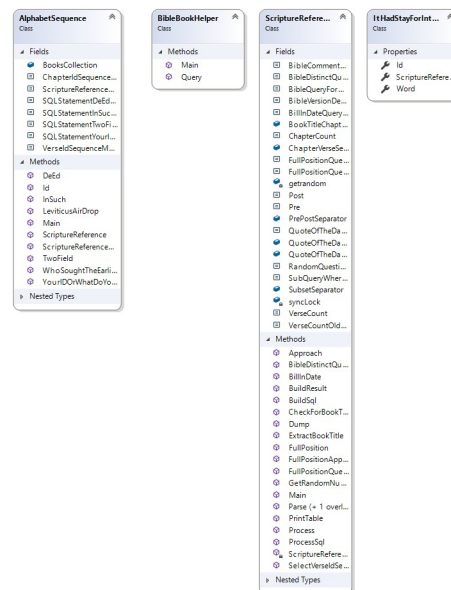 AlphabetSequence
Class
Fields
BooksCollection
ChapterIdSequence...
ScriptureReference...
SQLStatementDeEd...
SQLStatementInSuc...
SQLStatementTwoFi...
SQLStatementYourI...
VerseIdSequenceM...
Methods
DeEd
Id
InSuch
LeviticusAirDrop
Main
ScriptureReference
ScriptureReference...
TwoField
WhoSoughtTheEarli...
YourIDOrWhatDoYo...
Nested Types
BibleBookHelper
Class
Methods
Main
Query
ScriptureRefere...
Class
Fields
BibleComment...
BibleDistinctQu...
BibleQueryFor...
BibleVersionDe...
BillInDateQuery...
BookTitleChapt...
ChapterCount
ChapterVerseSe...
FullPositionQue...
FullPositionQue...
getrandom
Post
Pre
PrePostSeparator
QuoteOfTheDa...
QuoteOfTheDa...
QuoteOfTheDa...
RandomQuesti...
SubQueryWher...
SubsetSeparator
syncLock
VerseCount
VerseCountOld...
Methods
Approach
BibleDistinctQu...
BillInDate
BuildResult
BuildSql
CheckForBookT...
Dump
ExtractBookTitle
FullPosition
FullPositionApp...
FullPositionQue...
GetRandomNu...
Main
Parse (+ 1 overl...
PrintTable
Process
ProcessSql
ScriptureRefere...
SelectVerseIdSe...
Nested Types
ItHadStayForInt...
Class
Properties
Id
ScriptureRefere...
Word